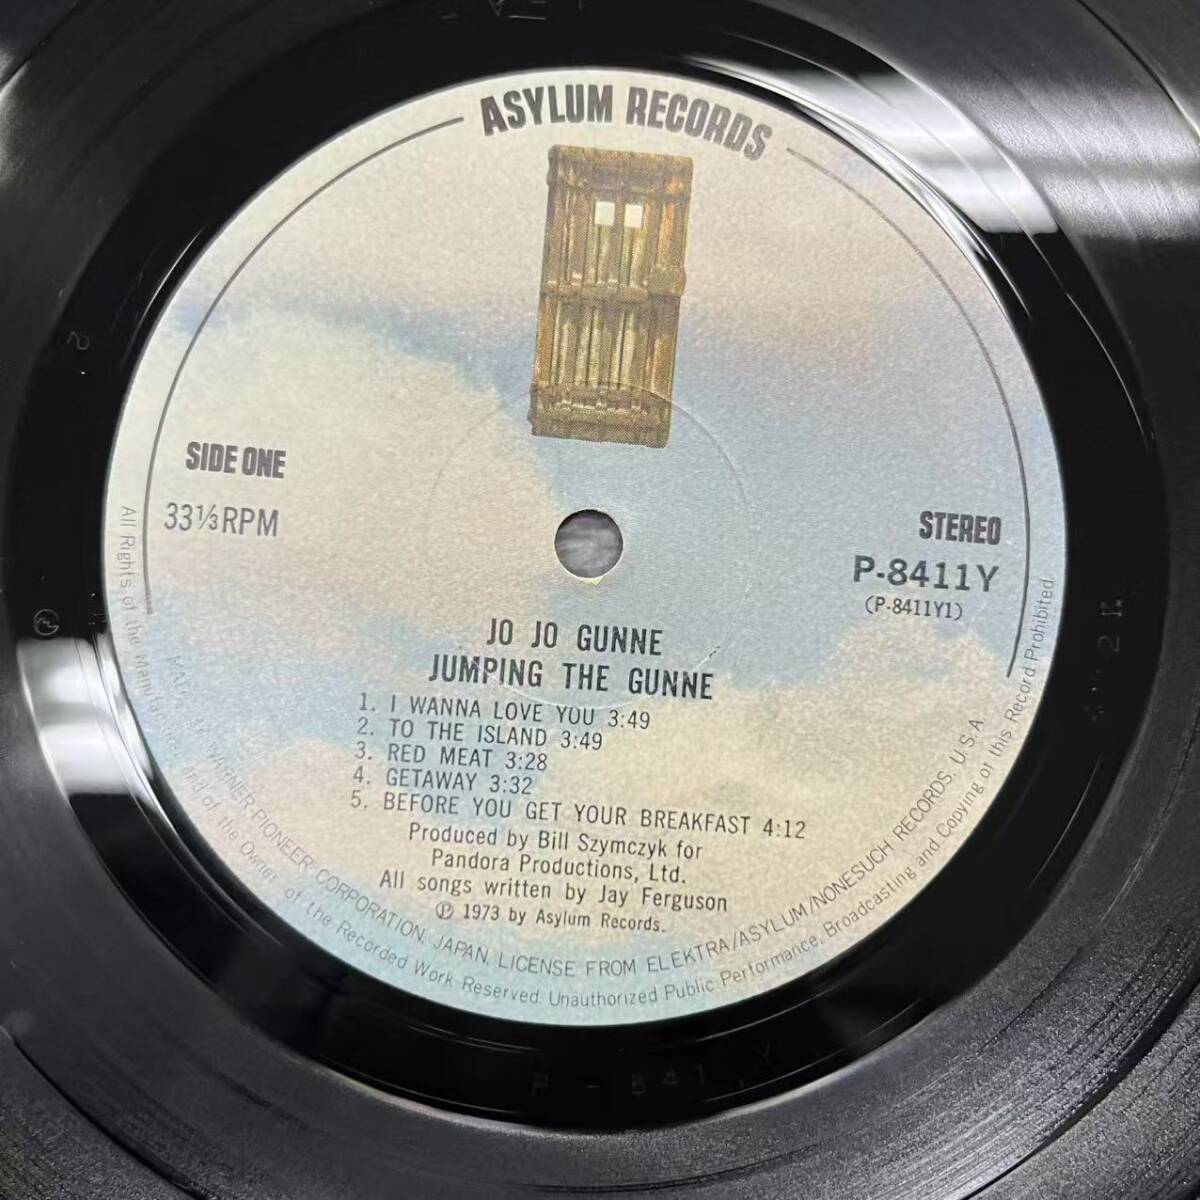 ASYLUM RECORDS
SIDE ONE
33⅓RPM
STEREO
P-8411Y
(P-8411Y1)
JO JO GUNNE
JUMPING THE GUNNE
1. I WANNA LOVE YOU 3:49
2. TO THE ISLAND 3:49
3. RED MEAT 3:28
4. GETAWAY 3:32
5. BEFORE YOU GET YOUR BREAKFAST 4:12
Produced by Bill Szymczyk for
Pandora Productions, Ltd.
All songs written by Jay Ferguson
℗ 1973 by Asylum Records.
WARNER-PIONEER CORPORATION, JAPAN. LICENSE FROM ELEKTRA/ASYLUM/NONESUCH RECORDS. U.S.A.
All Rights of the Manufacturer and of the Owner of the Recorded Work Reserved. Unauthorized Public Performance, Broadcasting and Copying of this Record Prohibited.